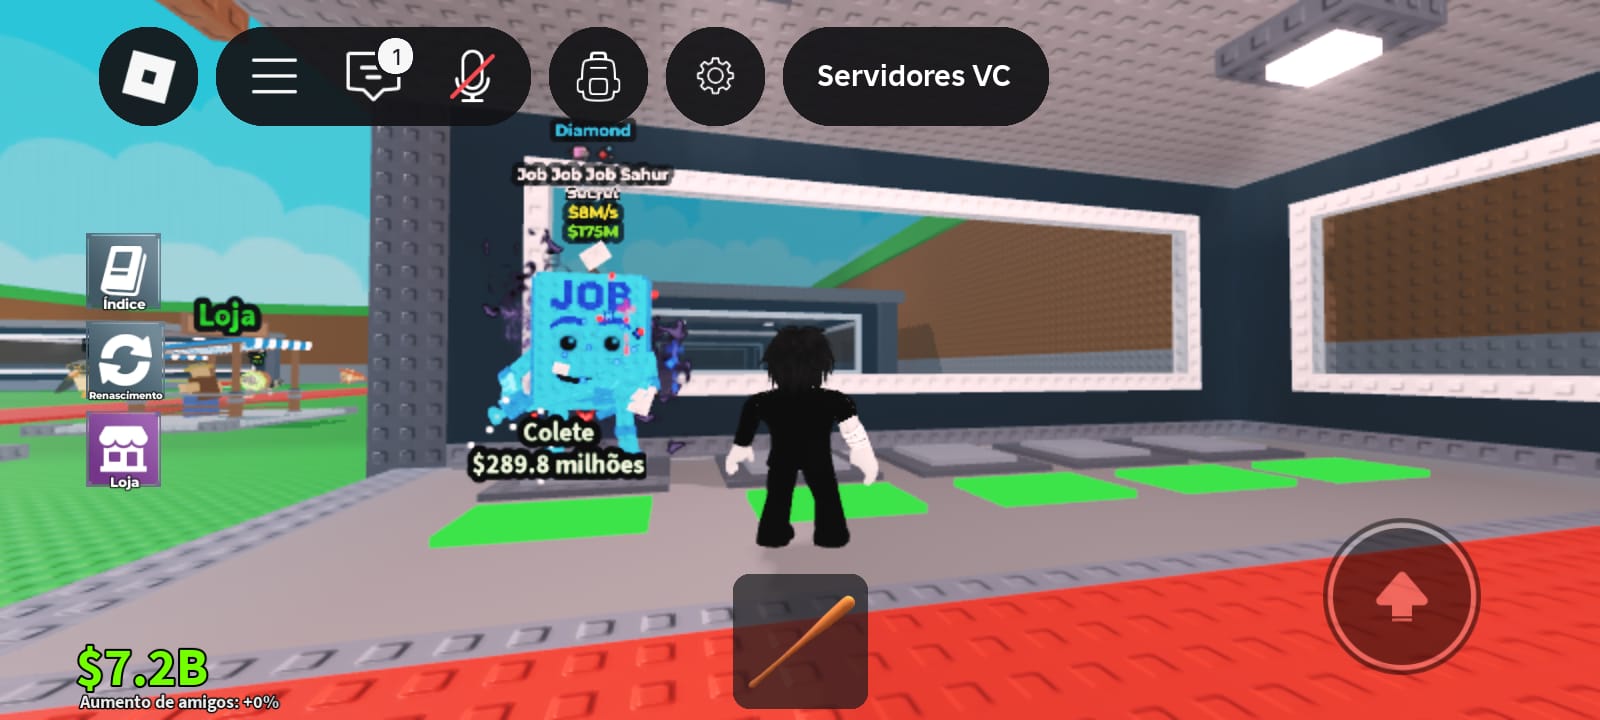 1
Servidores VC
Diamond
Job Job Job Sahur
Secret
$8M/s
$175M
JOB
Índice
Loja
Renascimento
Loja
Colete
$289.8 milhões
$7.2B
Aumento de amigos: +0%